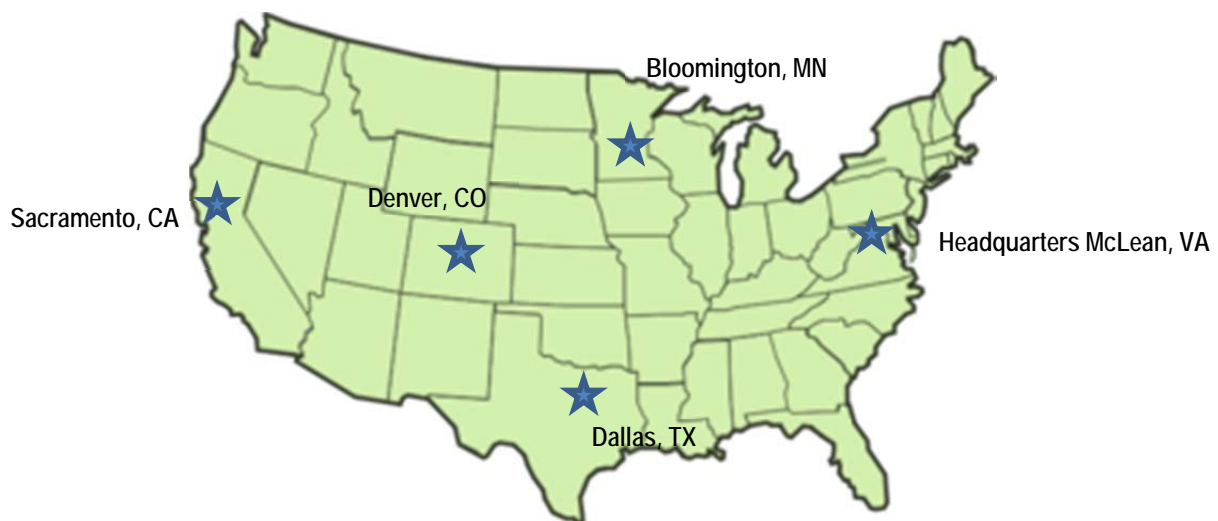 Bloomington, MN
Denver, CO
Sacramento, CA
Headquarters McLean, VA
Dallas, TX